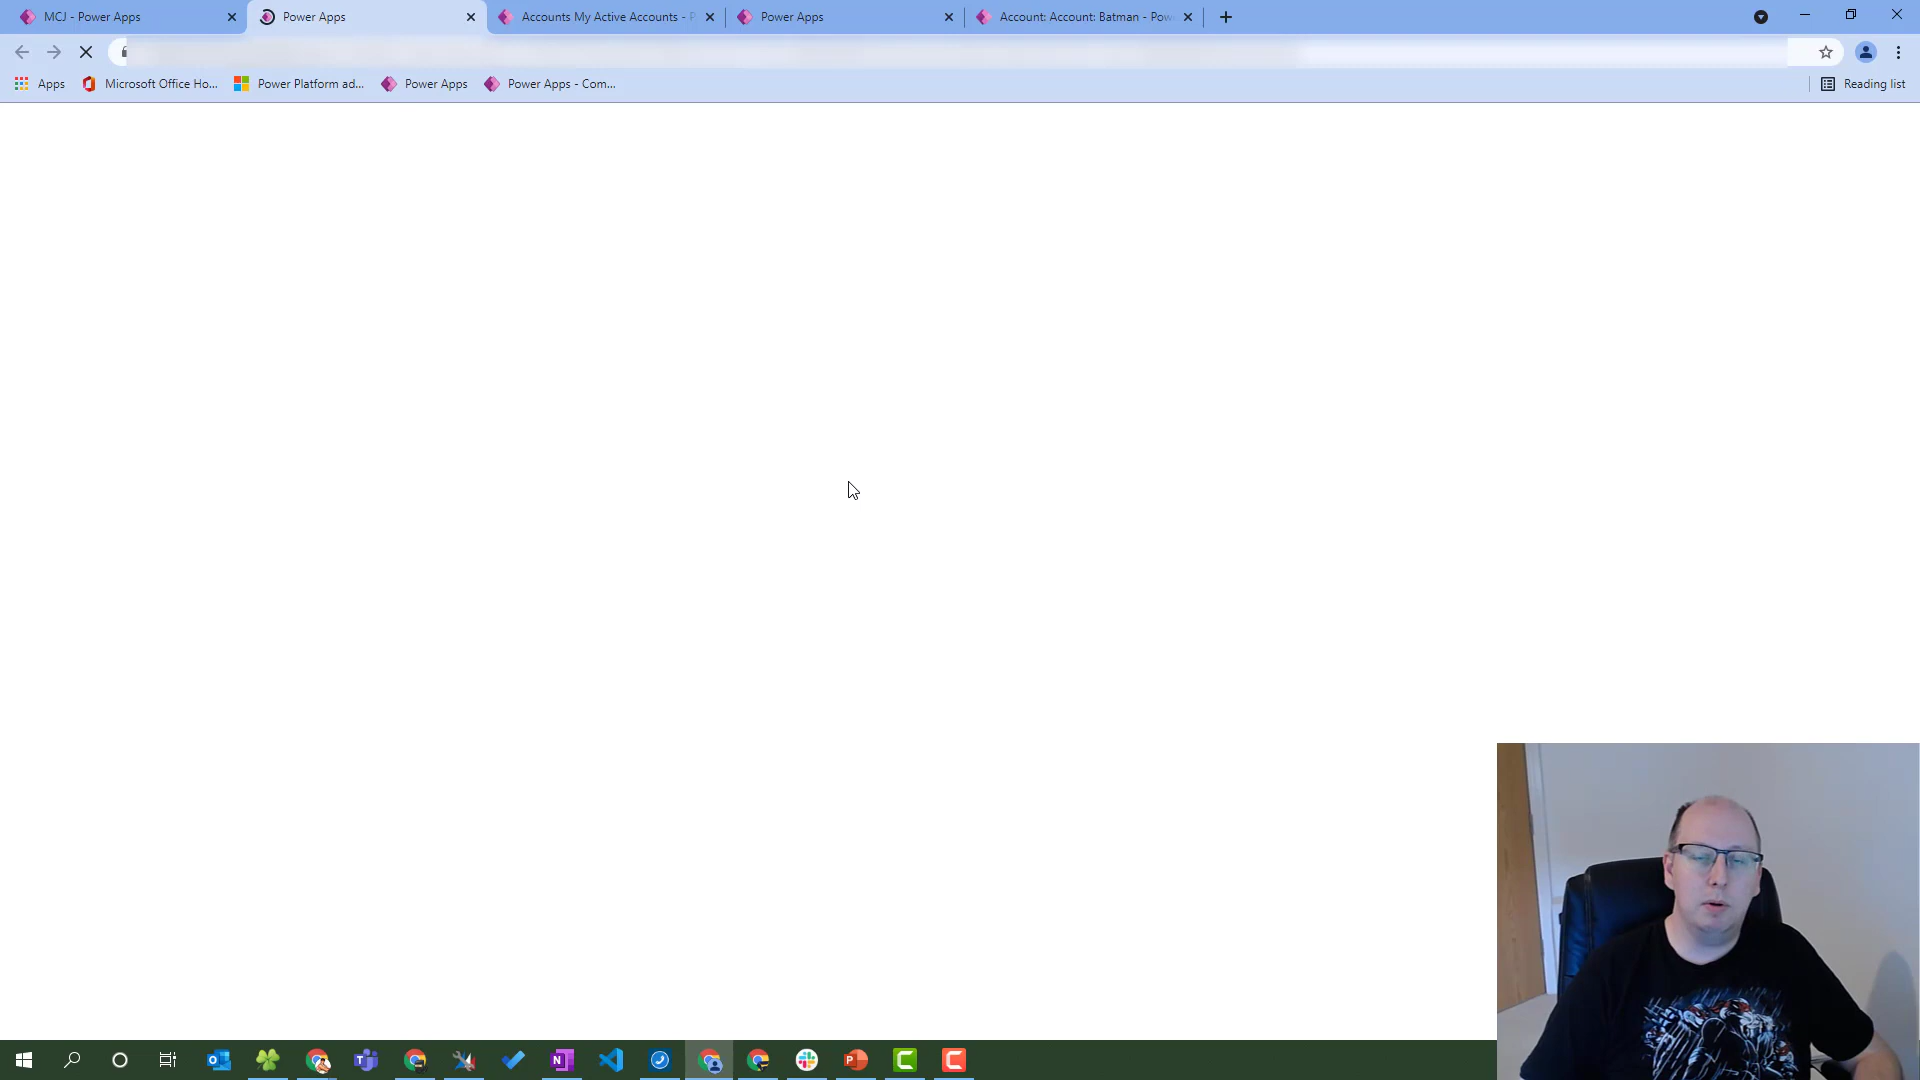 MCJ - Power Apps
Power Apps
Accounts My Active Accounts - P
Power Apps
Account: Account: Batman - Pow
Apps
Microsoft Office Ho...
Power Platform ad...
Power Apps
Power Apps - Com...
Reading list